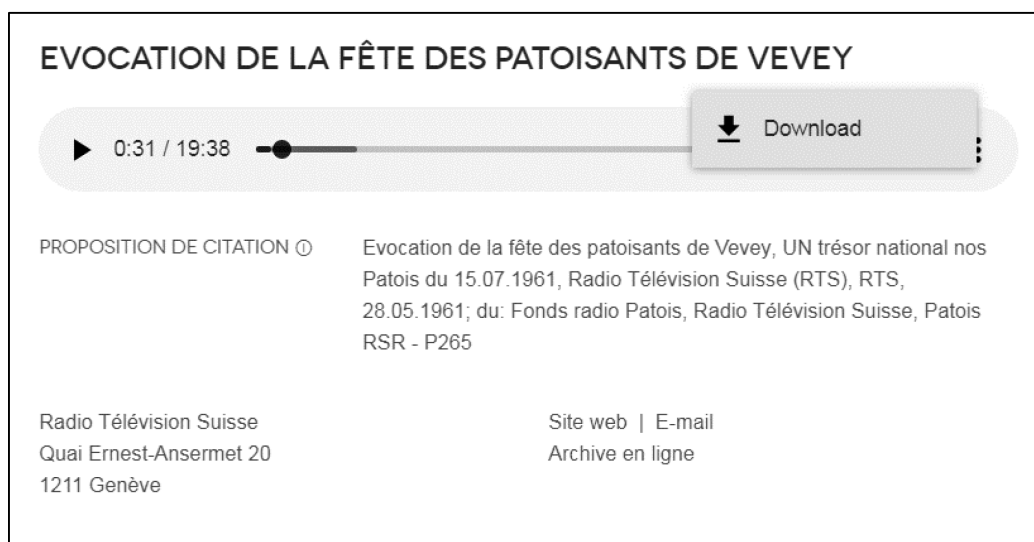 EVOCATION DE LA FÊTE DES PATOISANTS DE VEVEY
Download
0:31 / 19:38
PROPOSITION DE CITATION
Evocation de la fête des patoisants de Vevey, UN trésor national nos
Patois du 15.07.1961, Radio Télévision Suisse (RTS), RTS,
28.05.1961; du: Fonds radio Patois, Radio Télévision Suisse, Patois
RSR - P265
Radio Télévision Suisse
Quai Ernest-Ansermet 20
1211 Genève
Site web | E-mail
Archive en ligne